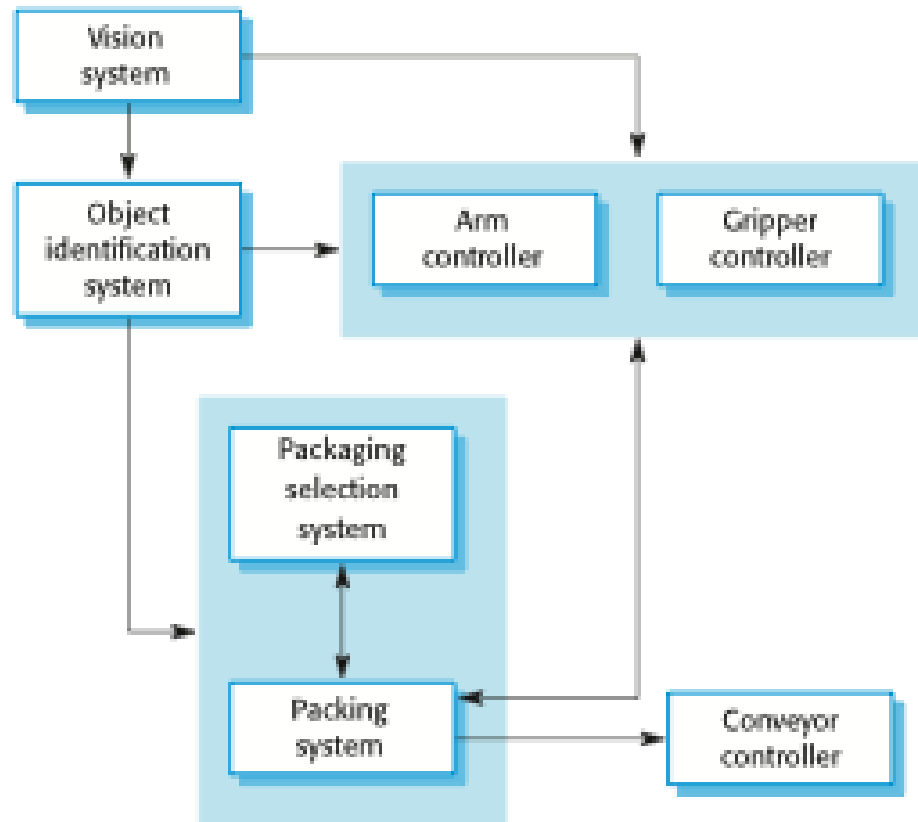 Vision
system
Object
identification
system
Arm
controller
Gripper
controller
Packaging
selection
system
Packing
system
Conveyor
controller